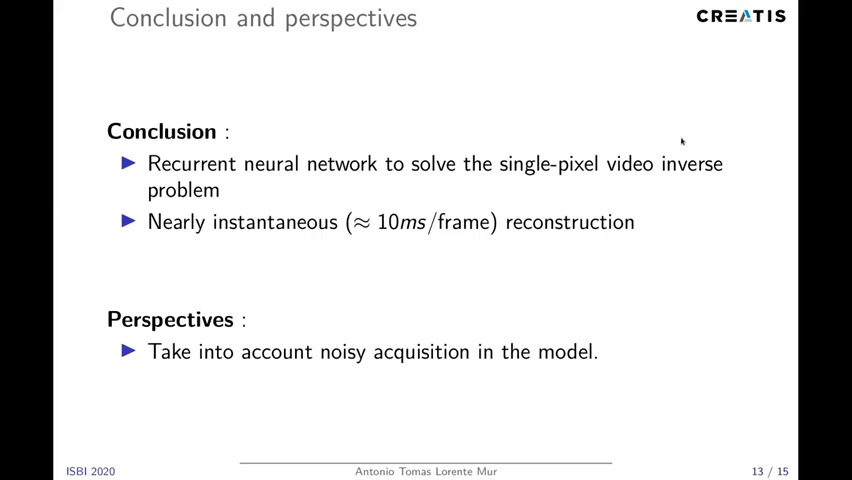 Conclusion and perspectives
CREATIS
Conclusion :
Recurrent neural network to solve the single-pixel video inverse
problem
Nearly instantaneous (≈ 10ms/frame) reconstruction
Perspectives :
Take into account noisy acquisition in the model.
ISBI 2020
Antonio Tomas Lorente Mur
13 / 15